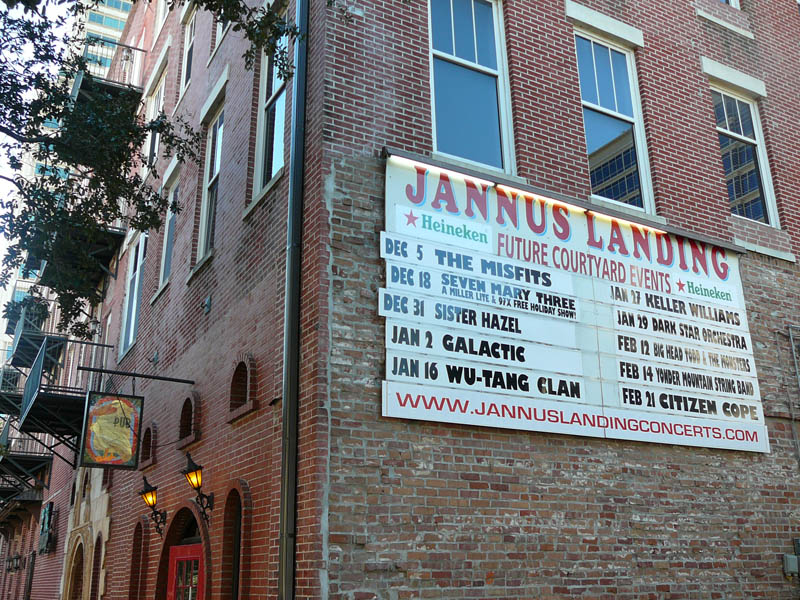 JANNUS LANDING
★ Heineken
FUTURE COURTYARD EVENTS
★ Heineken
DEC 5 THE MISFITS
DEC 18 SEVEN MARY THREE
A MILLER LITE & 97X FREE HOLIDAY SHOW!
DEC 31 SISTER HAZEL
JAN 2 GALACTIC
JAN 16 WU-TANG CLAN
JAN 27 KELLER WILLIAMS
JAN 29 DARK STAR ORCHESTRA
FEB 12 BIG HEAD TODD & THE MONSTERS
FEB 14 YONDER MOUNTAIN STRING BAND
FEB 21 CITIZEN COPE
WWW.JANNUSLANDINGCONCERTS.COM
PUB